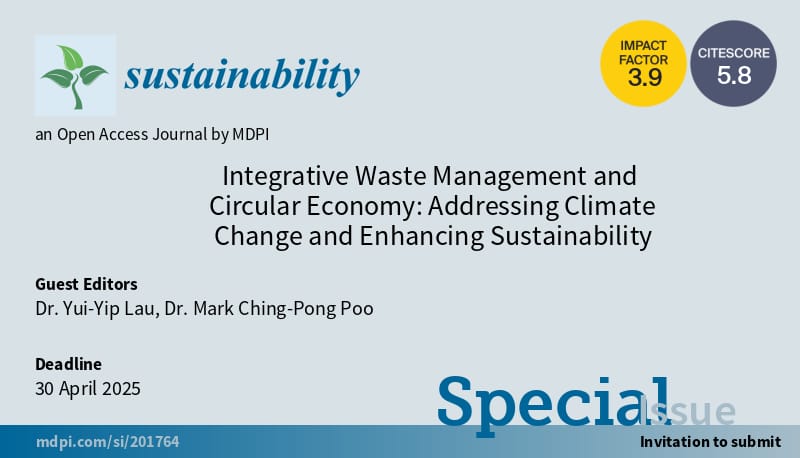 sustainability
IMPACT
FACTOR
3.9
CITESCORE
5.8
an Open Access Journal by MDPI
Integrative Waste Management and
Circular Economy: Addressing Climate
Change and Enhancing Sustainability
Guest Editors
Dr. Yui-Yip Lau, Dr. Mark Ching-Pong Poo
Deadline
30 April 2025
Special
Issue
mdpi.com/si/201764
Invitation to submit